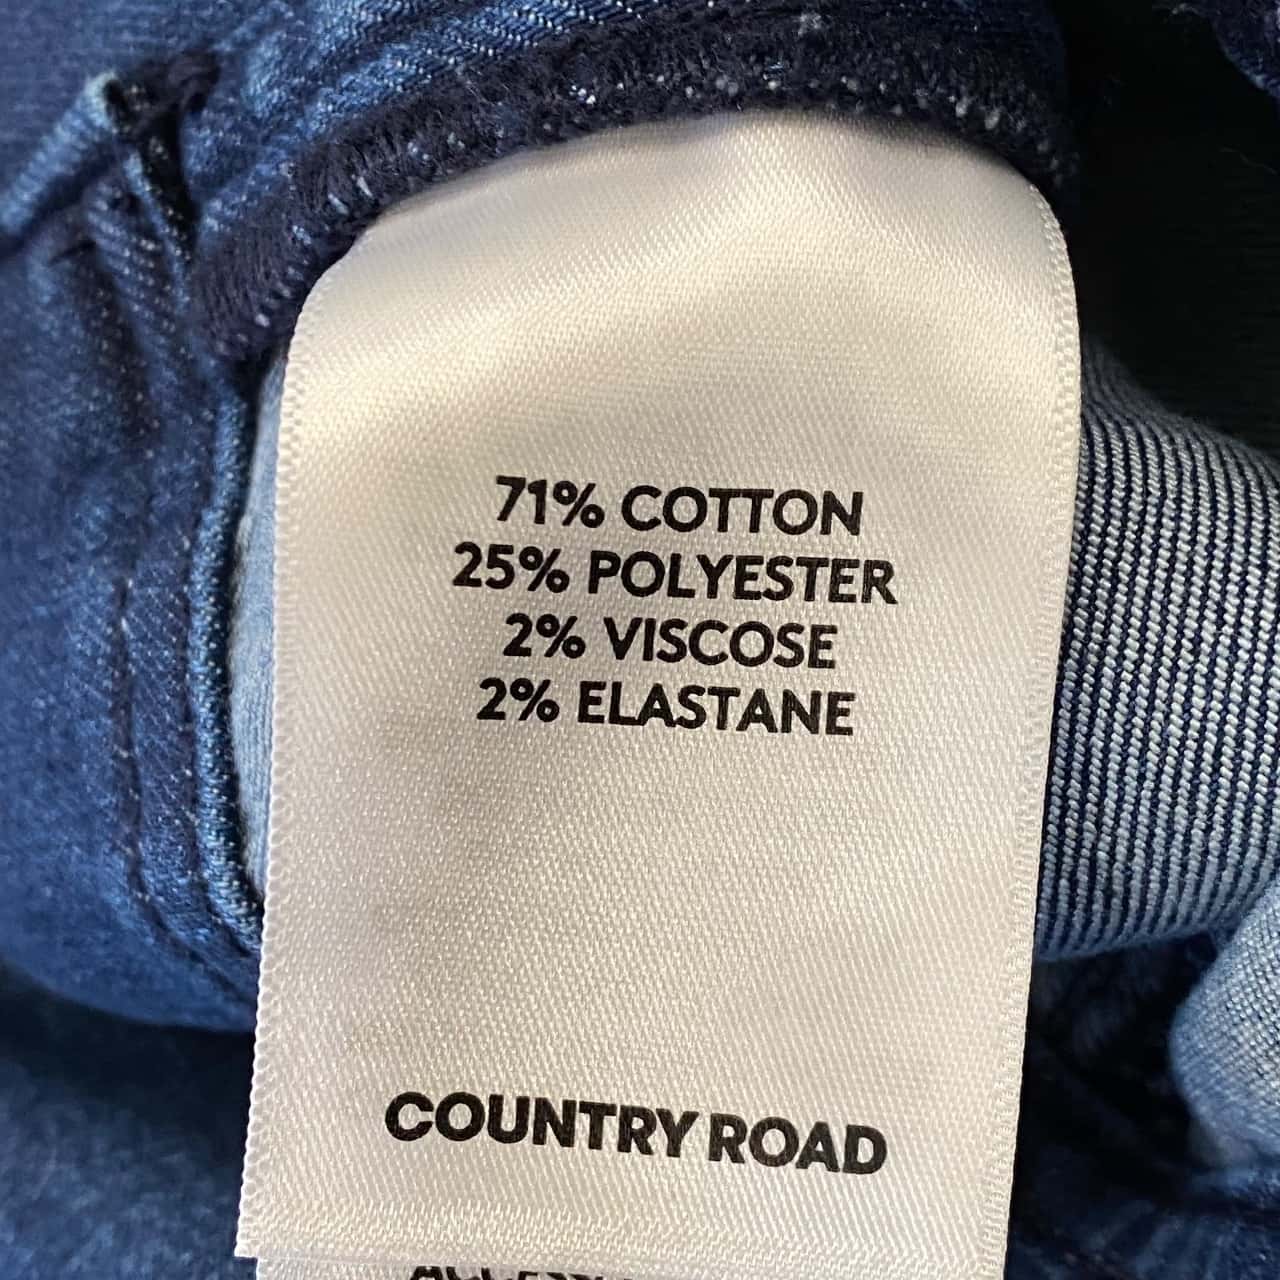 71% COTTON
25% POLYESTER
2% VISCOSE
2% ELASTANE
COUNTRY ROAD